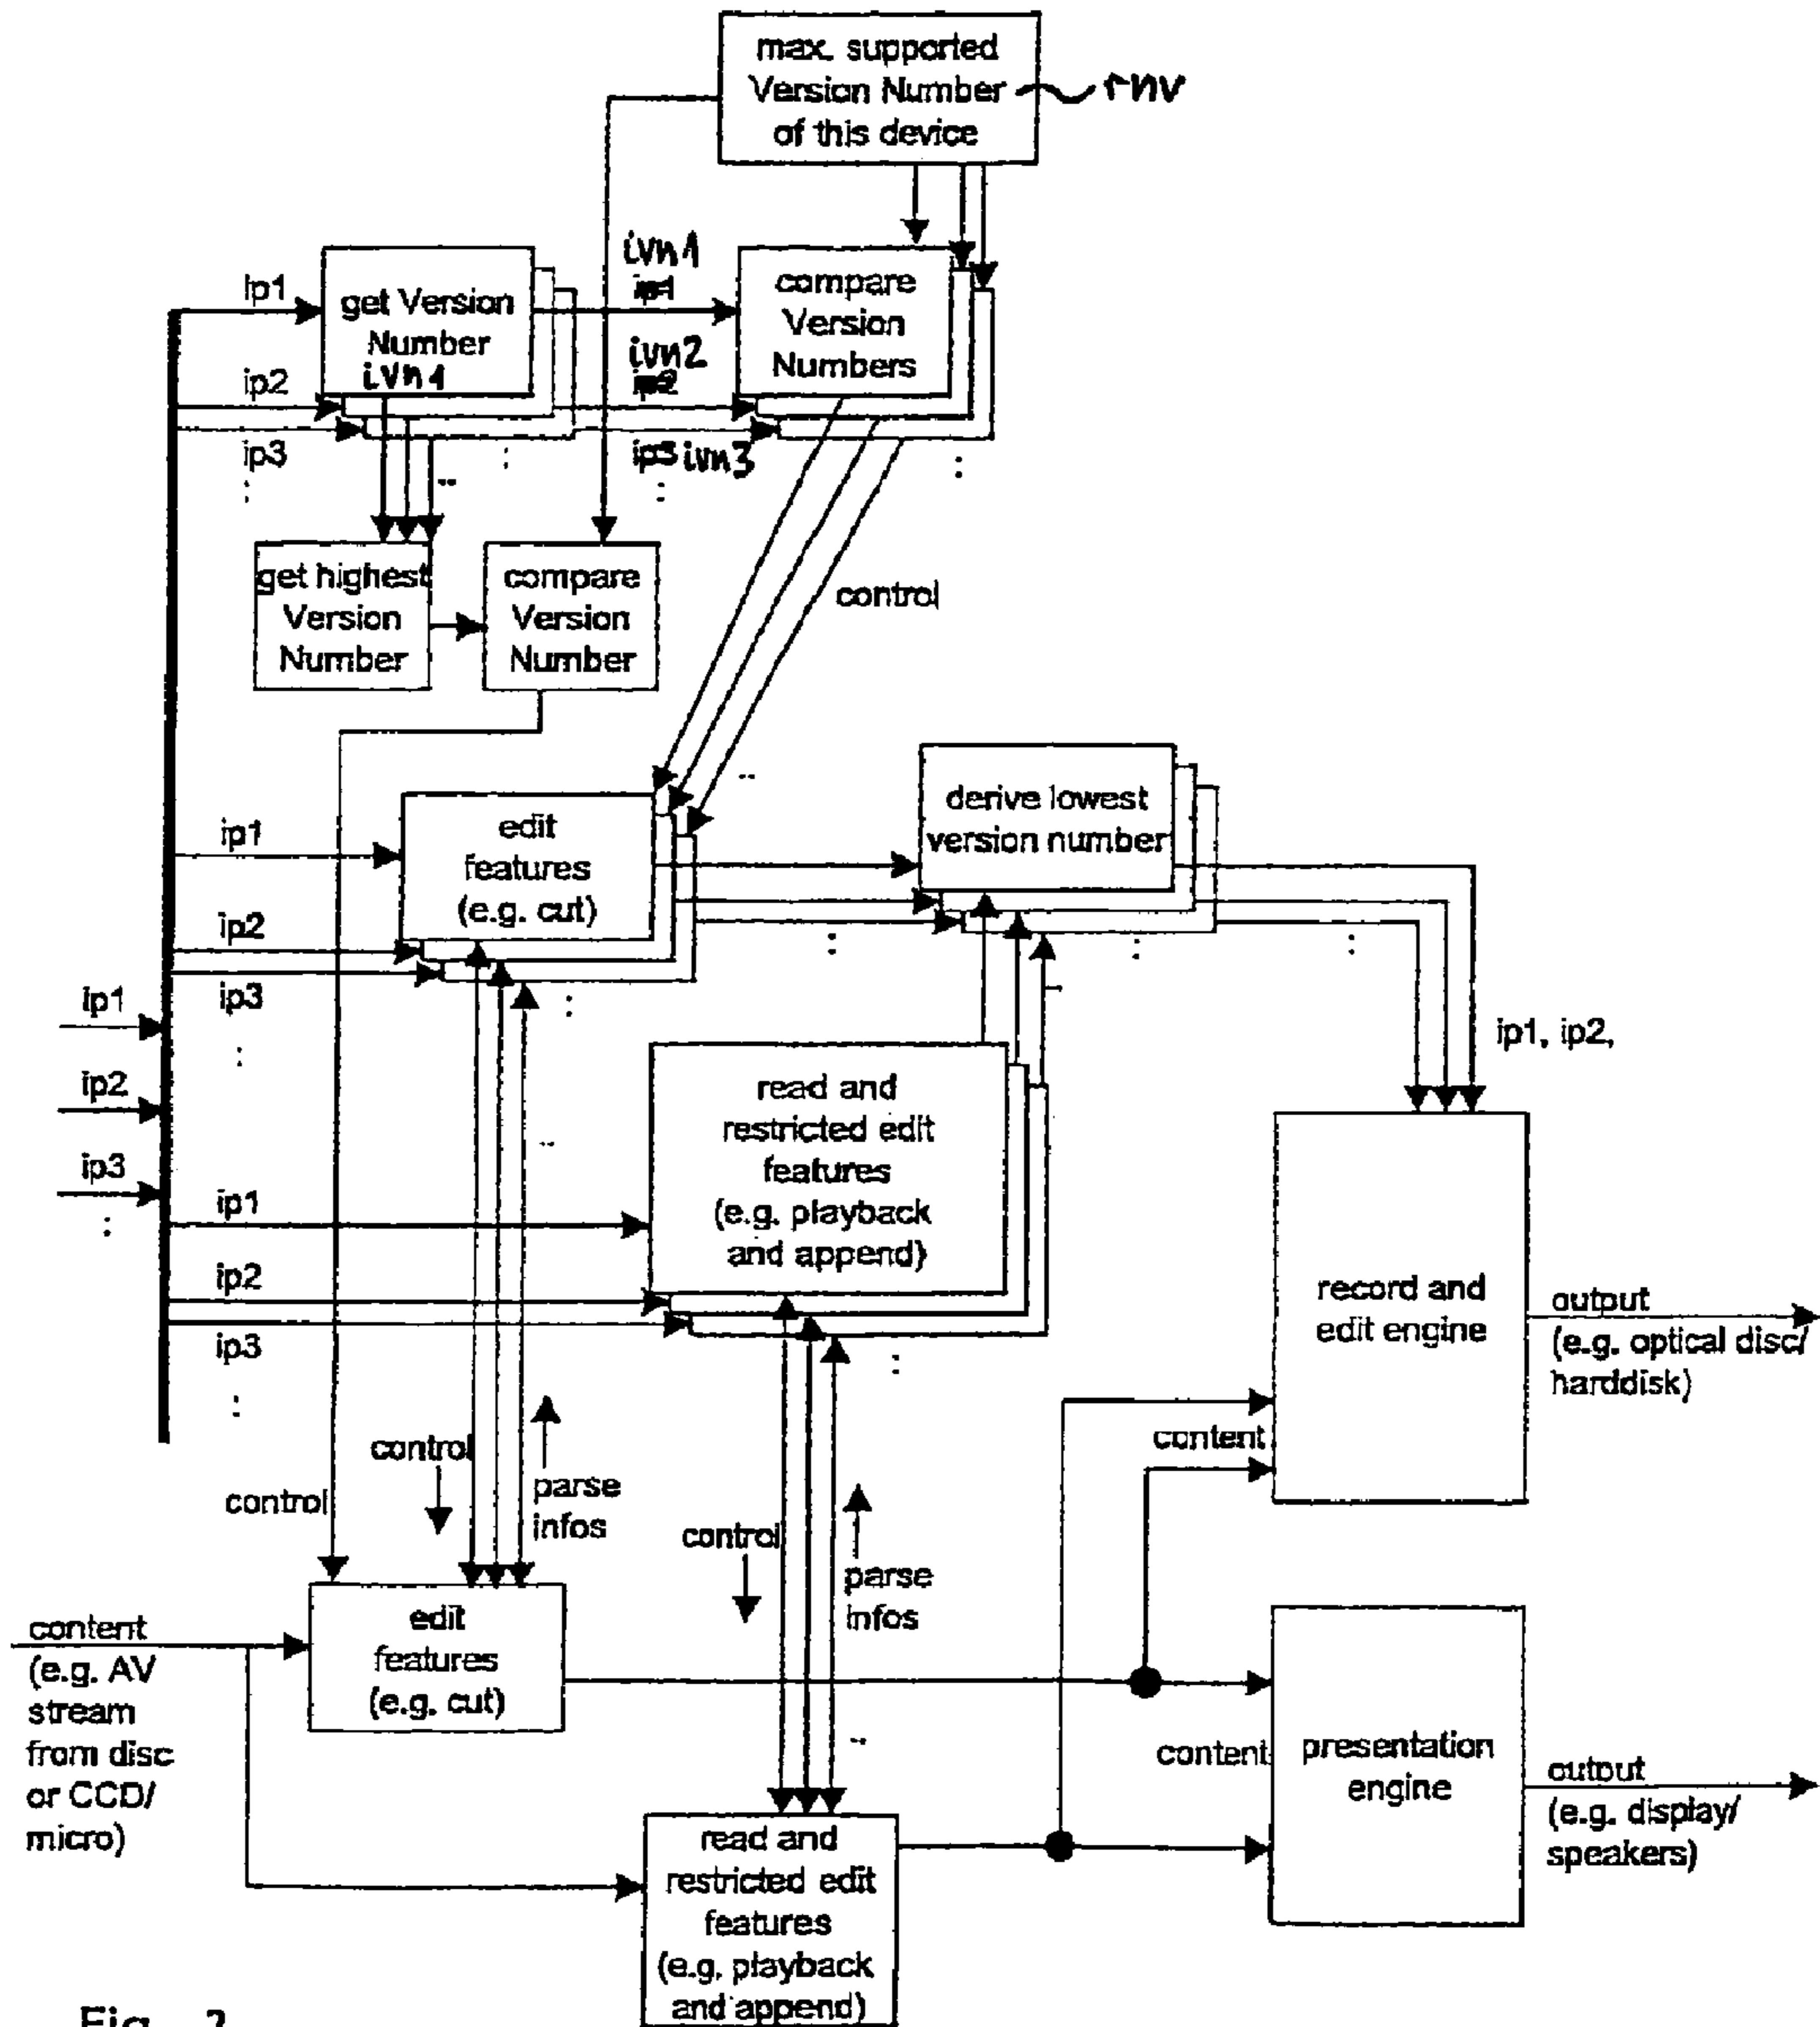 max. supported
Version Number
of this device
rnv
ip1
get Version
Number
ivn1
ivn1
ip1
compare
Version
Numbers
ip2
ivn2
ip2
ip3
ip3
ivn3
get highest
Version
Number
compare
Version
Number
control
ip1
edit
features
(e.g. cut)
derive lowest
version number
ip2
ip3
ip1
ip2
ip3
ip1, ip2,
read and
restricted edit
features
(e.g. playback
and append)
ip1
ip2
ip3
record and
edit engine
output
(e.g. optical disc/
harddisk)
control
control
parse
infos
control
parse
infos
content
content
(e.g. AV
stream
from disc
or CCD/
micro)
edit
features
(e.g. cut)
content
presentation
engine
output
(e.g. display/
speakers)
read and
restricted edit
features
(e.g. playback
and append)
Fig. 2